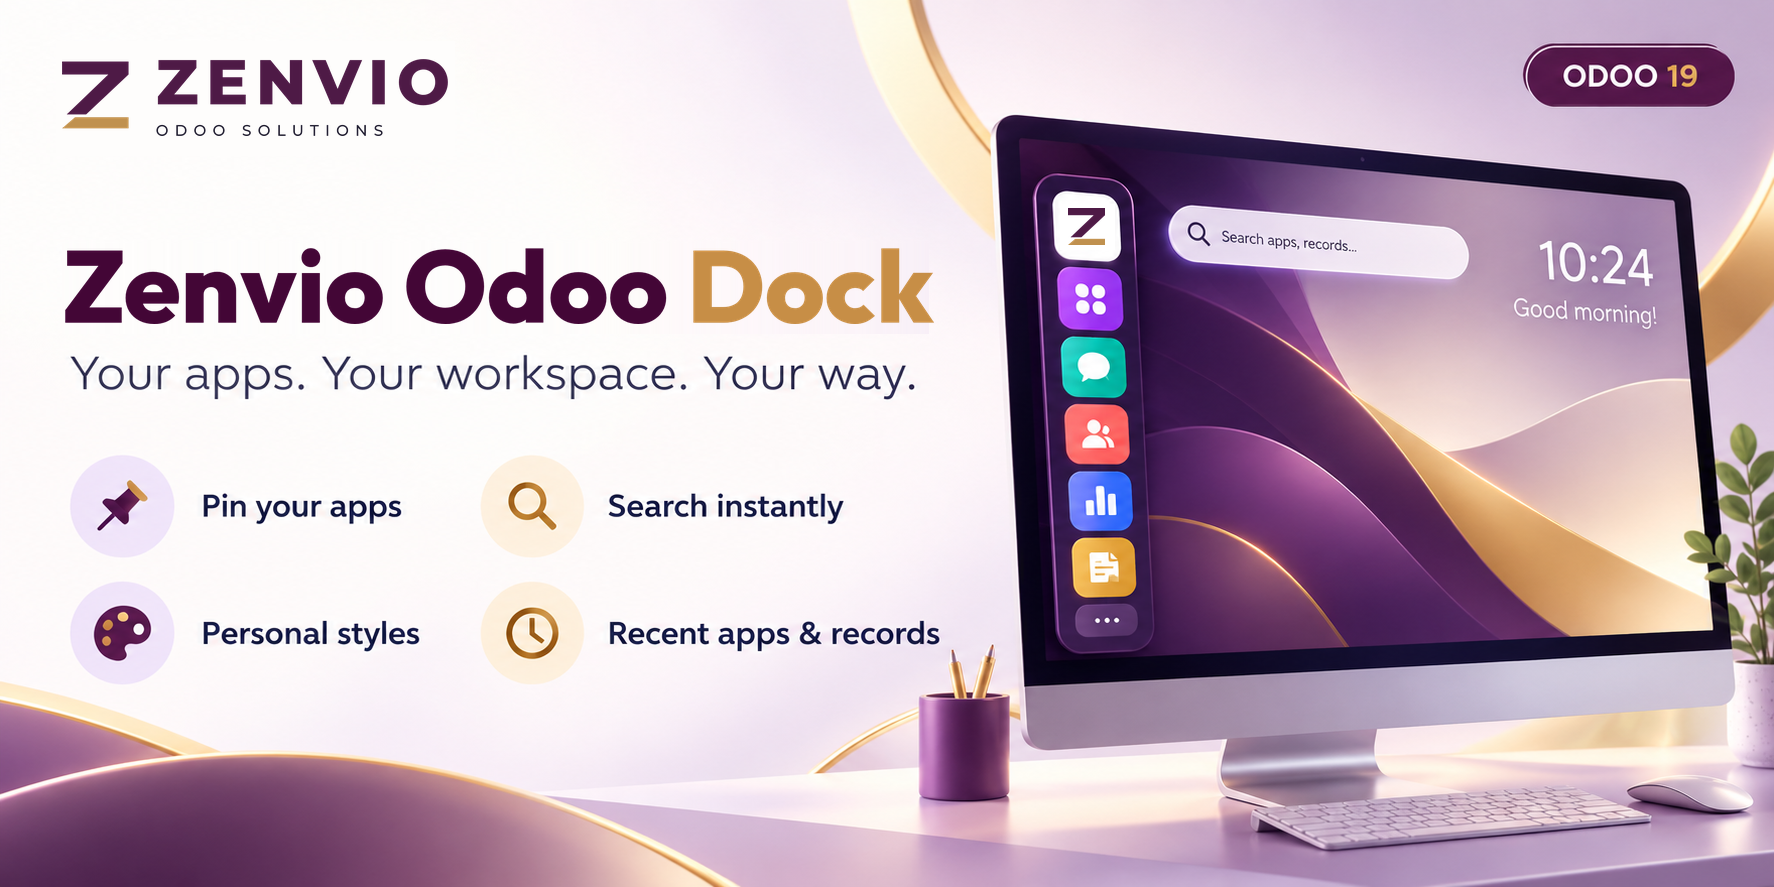 ZENVIO
ODOO SOLUTIONS
ODOO 19
Zenvio Odoo Dock
Your apps. Your workspace. Your way.
Pin your apps
Search instantly
Personal styles
Recent apps & records
Search apps, records...
10:24
Good morning!